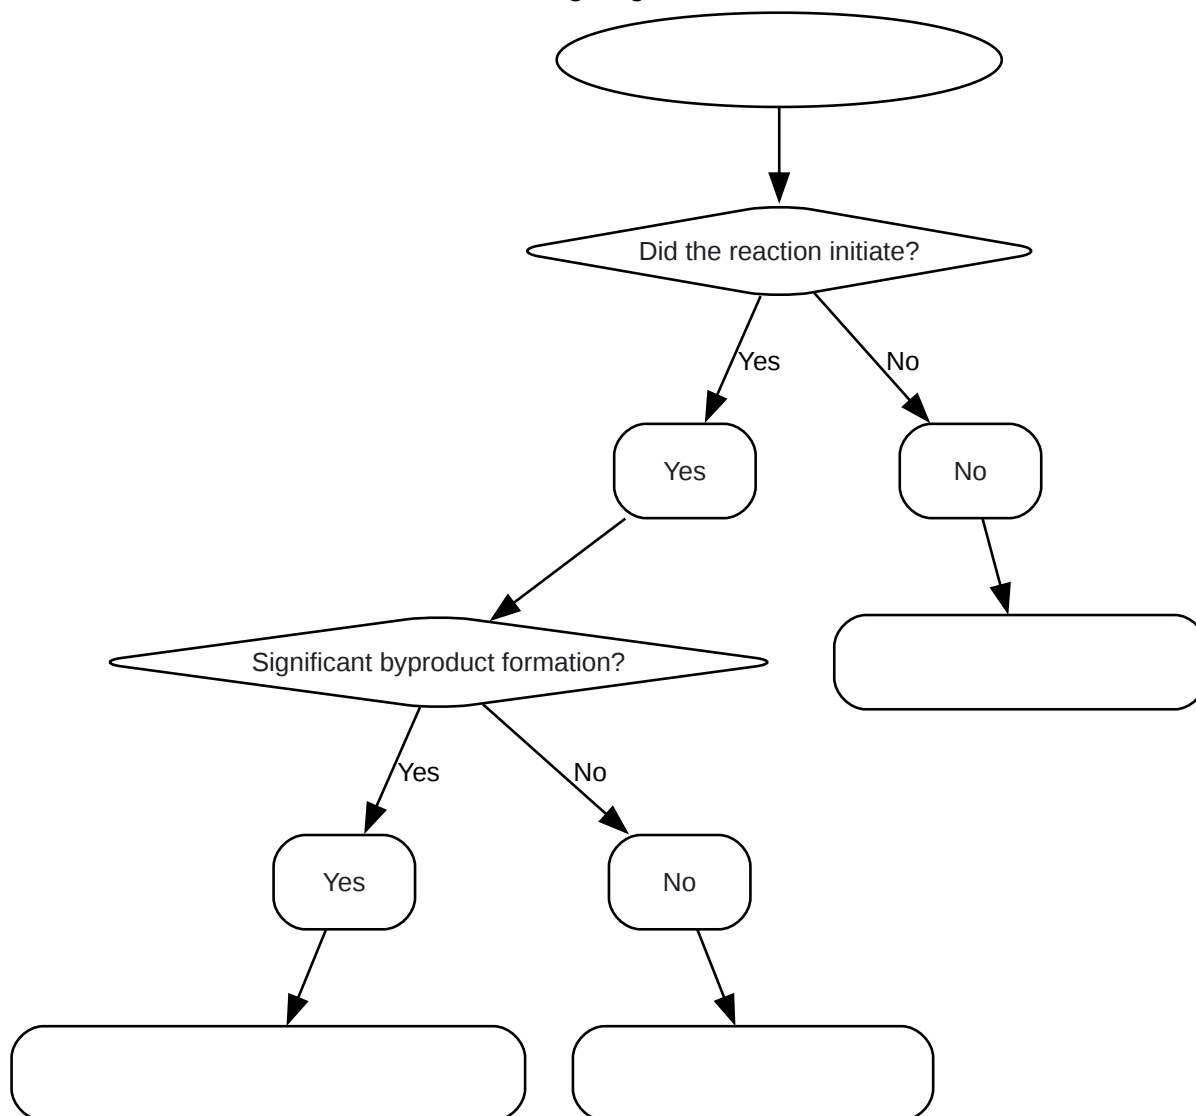 Did the reaction initiate?
Yes
No
Yes
No
Significant byproduct formation?
Yes
No
Yes
No